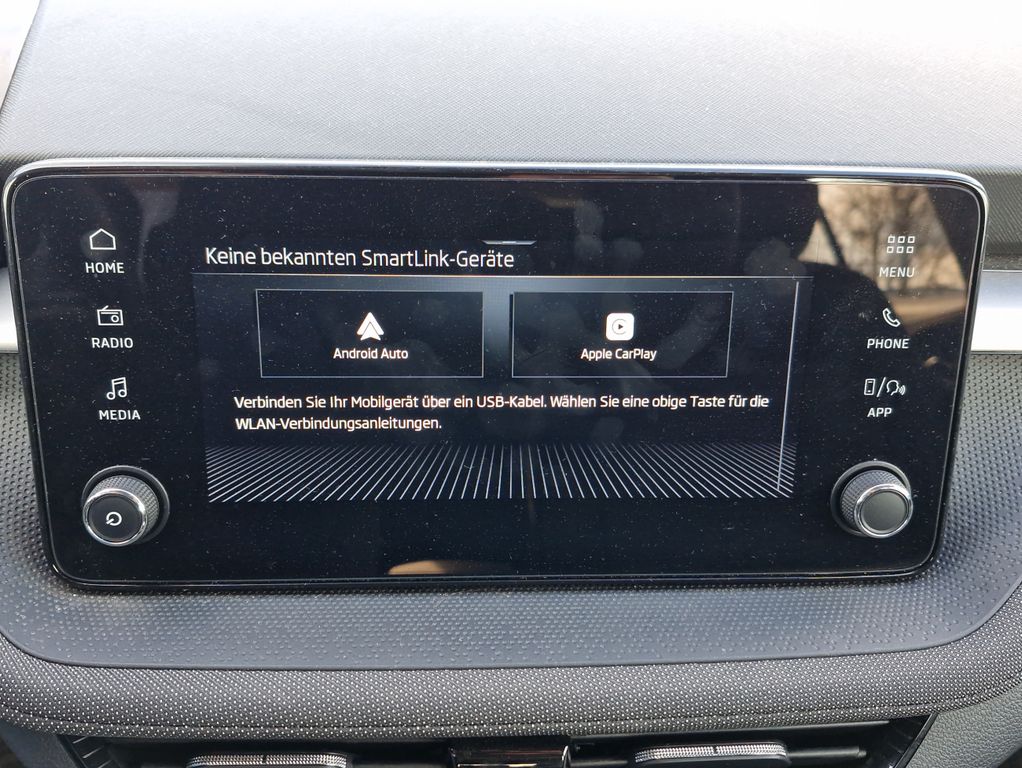 HOME
RADIO
MEDIA
Keine bekannten SmartLink-Geräte
Android Auto
Apple CarPlay
Verbinden Sie Ihr Mobilgerät über ein USB-Kabel. Wählen Sie eine obige Taste für die
WLAN-Verbindungsanleitungen.
MENU
PHONE
APP